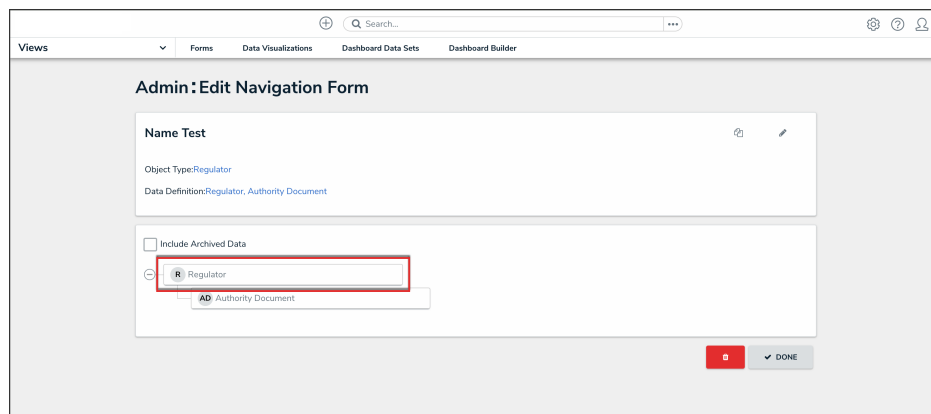 Search...
Views
Forms Data Visualizations Dashboard Data Sets Dashboard Builder
Admin:Edit Navigation Form
Name Test
Object Type:Regulator
Data Definition:Regulator, Authority Document
Include Archived Data
R Regulator
AD Authority Document
DONE